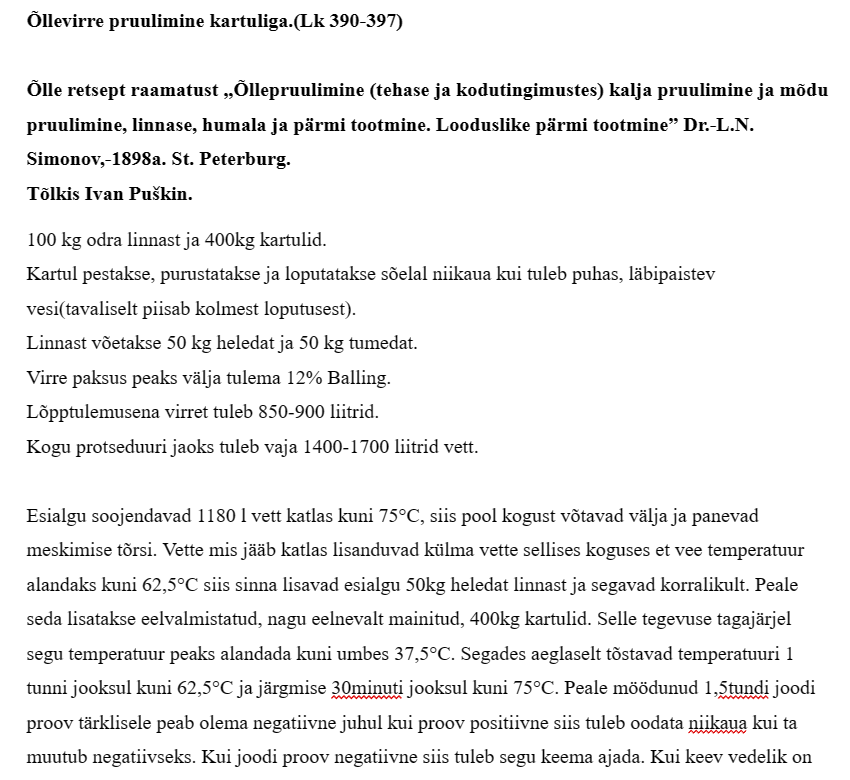 Õllevirre pruulimine kartuliga.(Lk 390-397)
Õlle retsept raamatust „Õllepruulimine (tehase ja kodutingimustes) kalja pruulimine ja mõdu
pruulimine, linnase, humala ja pärmi tootmine. Looduslike pärmi tootmine” Dr.-L.N.
Simonov,-1898a. St. Peterburg.
Tõlkis Ivan Puškin.
100 kg odra linnast ja 400kg kartulid.
Kartul pestakse, purustatakse ja loputatakse sõelal niikaua kui tuleb puhas, läbipaistev
vesi(tavaliselt piisab kolmest loputusest).
Linnast võetakse 50 kg heledat ja 50 kg tumedat.
Virre paksus peaks välja tulema 12% Balling.
Lõpptulemusena virret tuleb 850-900 liitrid.
Kogu protseduuri jaoks tuleb vaja 1400-1700 liitrid vett.
Esialgu soojendavad 1180 l vett katlas kuni 75°C, siis pool kogust võtavad välja ja panevad
meskimise tõrsi. Vette mis jääb katlas lisanduvad külma vette sellises koguses et vee temperatuur
alandaks kuni 62,5°C siis sinna lisavad esialgu 50kg heledat linnast ja segavad korralikult. Peale
seda lisatakse eelvalmistatud, nagu eelnevalt mainitud, 400kg kartulid. Selle tegevuse tagajärjel
segu temperatuur peaks alandada kuni umbes 37,5°C. Segades aeglaselt tõstavad temperatuuri 1
tunni jooksul kuni 62,5°C ja järgmise 30minuti jooksul kuni 75°C. Peale möödunud 1,5tundi joodi
proov tärklisele peab olema negatiivne juhul kui proov positiivne siis tuleb oodata niikaua kui ta
muutub negatiivseks. Kui joodi proov negatiivne siis tuleb segu keema ajada. Kui keev vedelik on